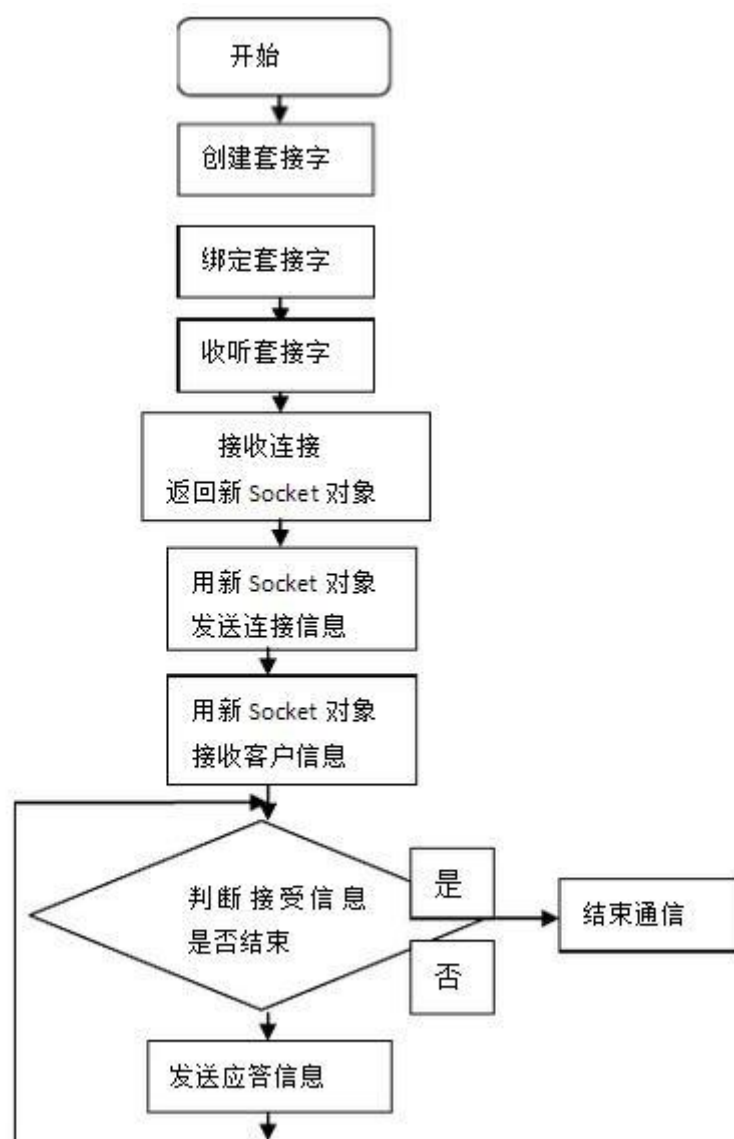 开始
创建套接字
绑定套接字
收听套接字
接收连接
返回新 Socket 对象
用新 Socket 对象
发送连接信息
用新 Socket 对象
接收客户信息
判断接受信息
是否结束
是
结束通信
否
发送应答信息